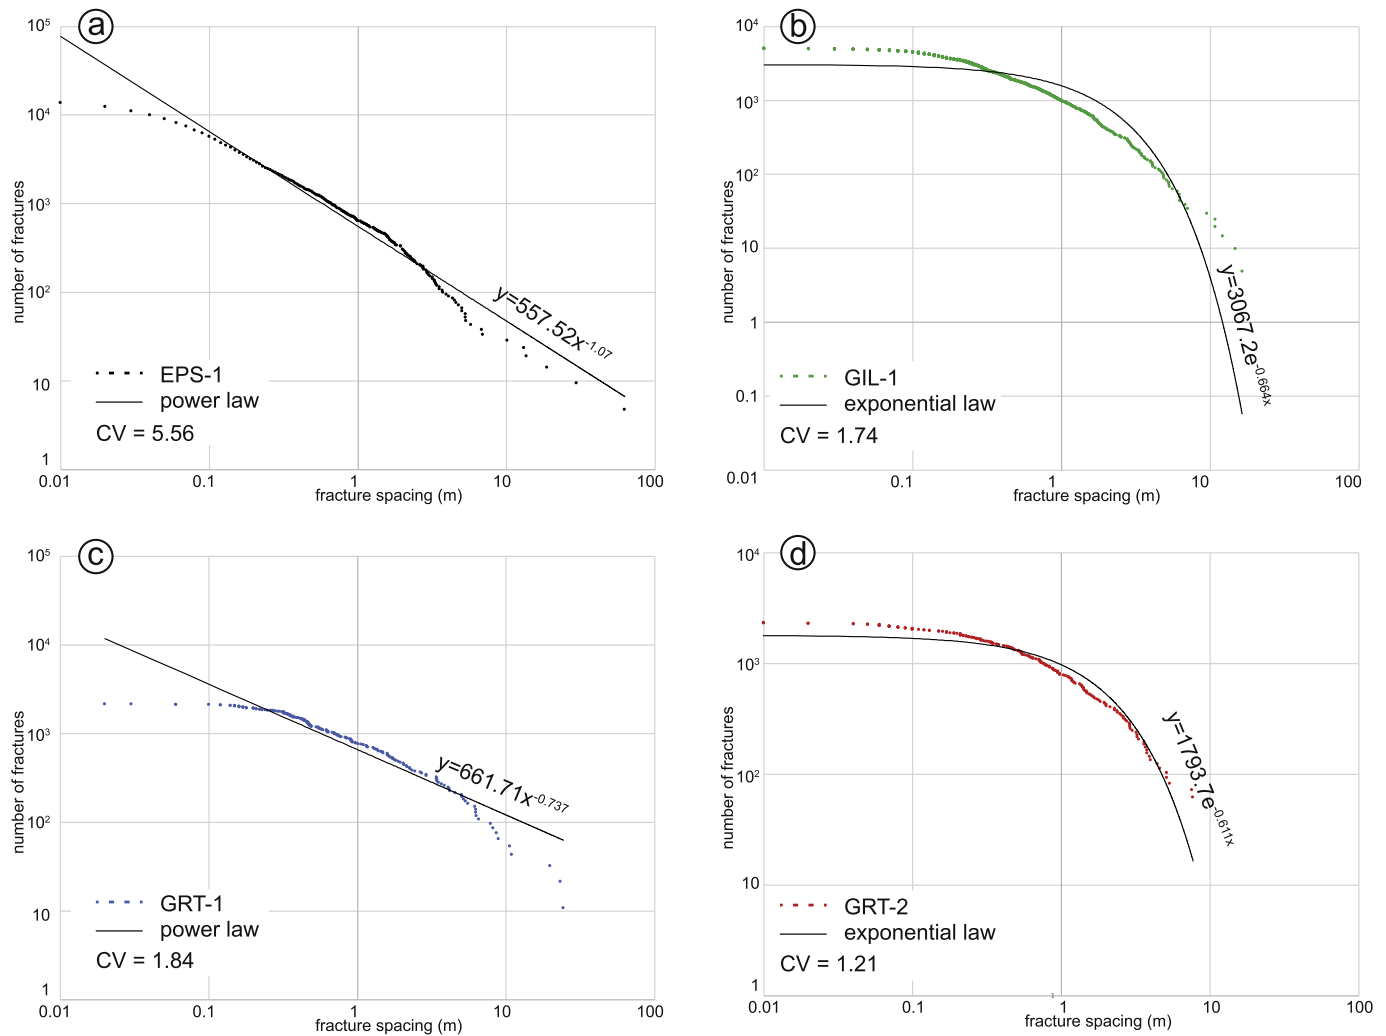 a
10⁵
10⁴
10³
10²
10
1
number of fractures
y=557.52x⁻¹·⁰⁷
EPS-1
power law
CV = 5.56
0.01 0.1 1 10 100
fracture spacing (m)
b
10⁴
10³
10²
10
1
0.1
0.01
number of fractures
y=3067.2e⁻⁰·⁶⁶⁴ˣ
GIL-1
exponential law
CV = 1.74
0.1 1 10 100
fracture spacing (m)
c
10⁵
10⁴
10³
10²
10
1
number of fractures
y=661.71x⁻⁰·⁷³⁷
GRT-1
power law
CV = 1.84
0.01 0.1 1 10 100
fracture spacing (m)
d
10⁴
10³
10²
10
1
number of fractures
y=1793.7e⁻⁰·⁶¹¹ˣ
GRT-2
exponential law
CV = 1.21
0.01 0.1 1 10 100
fracture spacing (m)